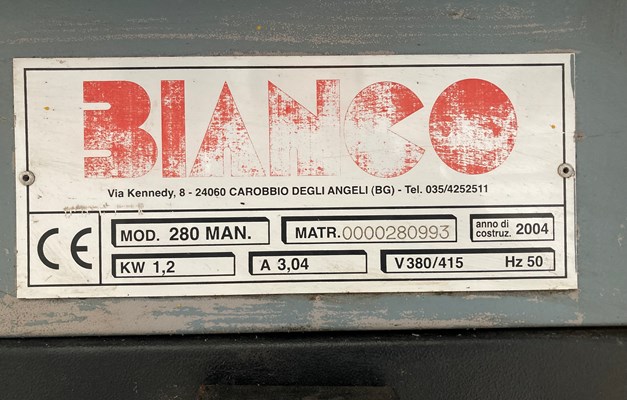 BIANCO
Via Kennedy, 8 - 24060 CAROBBIO DEGLI ANGELI (BG) - Tel. 035/4252511
CE
MOD. 280 MAN.
MATR. 0000280993
anno di costruz. 2004
KW 1,2
A 3,04
V 380/415 Hz 50